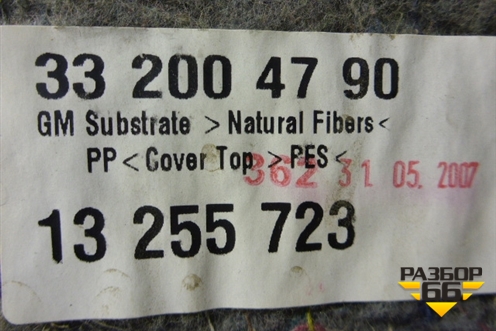 33 200 47 90
GM Substrate > Natural Fibers <
PP < Cover Top > PES <
362 31 05. 2007
13 255 723
РАЗБОР
66